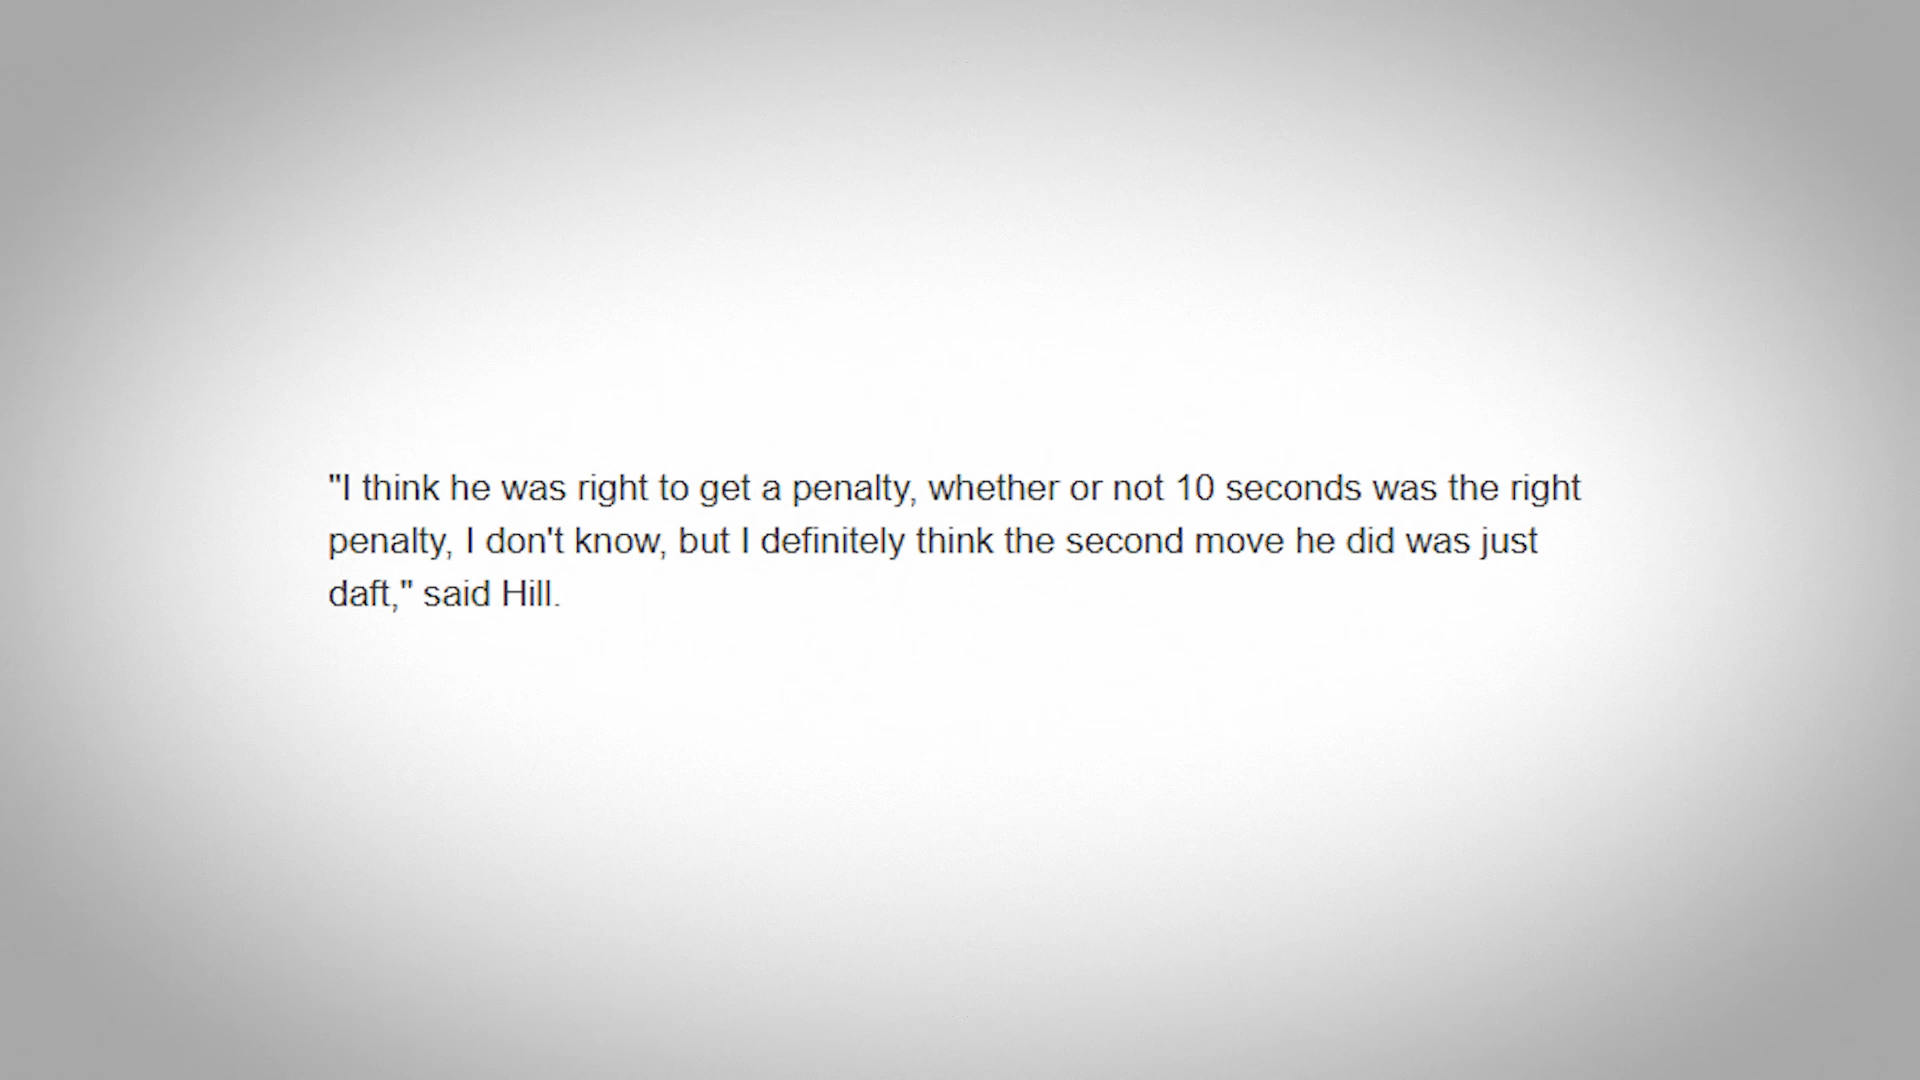 "I think he was right to get a penalty, whether or not 10 seconds was the right
penalty, I don't know, but I definitely think the second move he did was just
daft," said Hill.